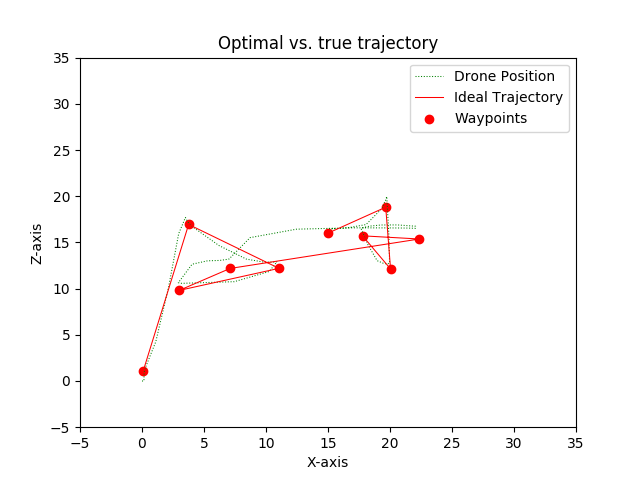 Optimal vs. true trajectory
Drone Position
Ideal Trajectory
Waypoints
35
30
25
20
15
10
5
0
−5
Z-axis
−5 0 5 10 15 20 25 30 35
X-axis